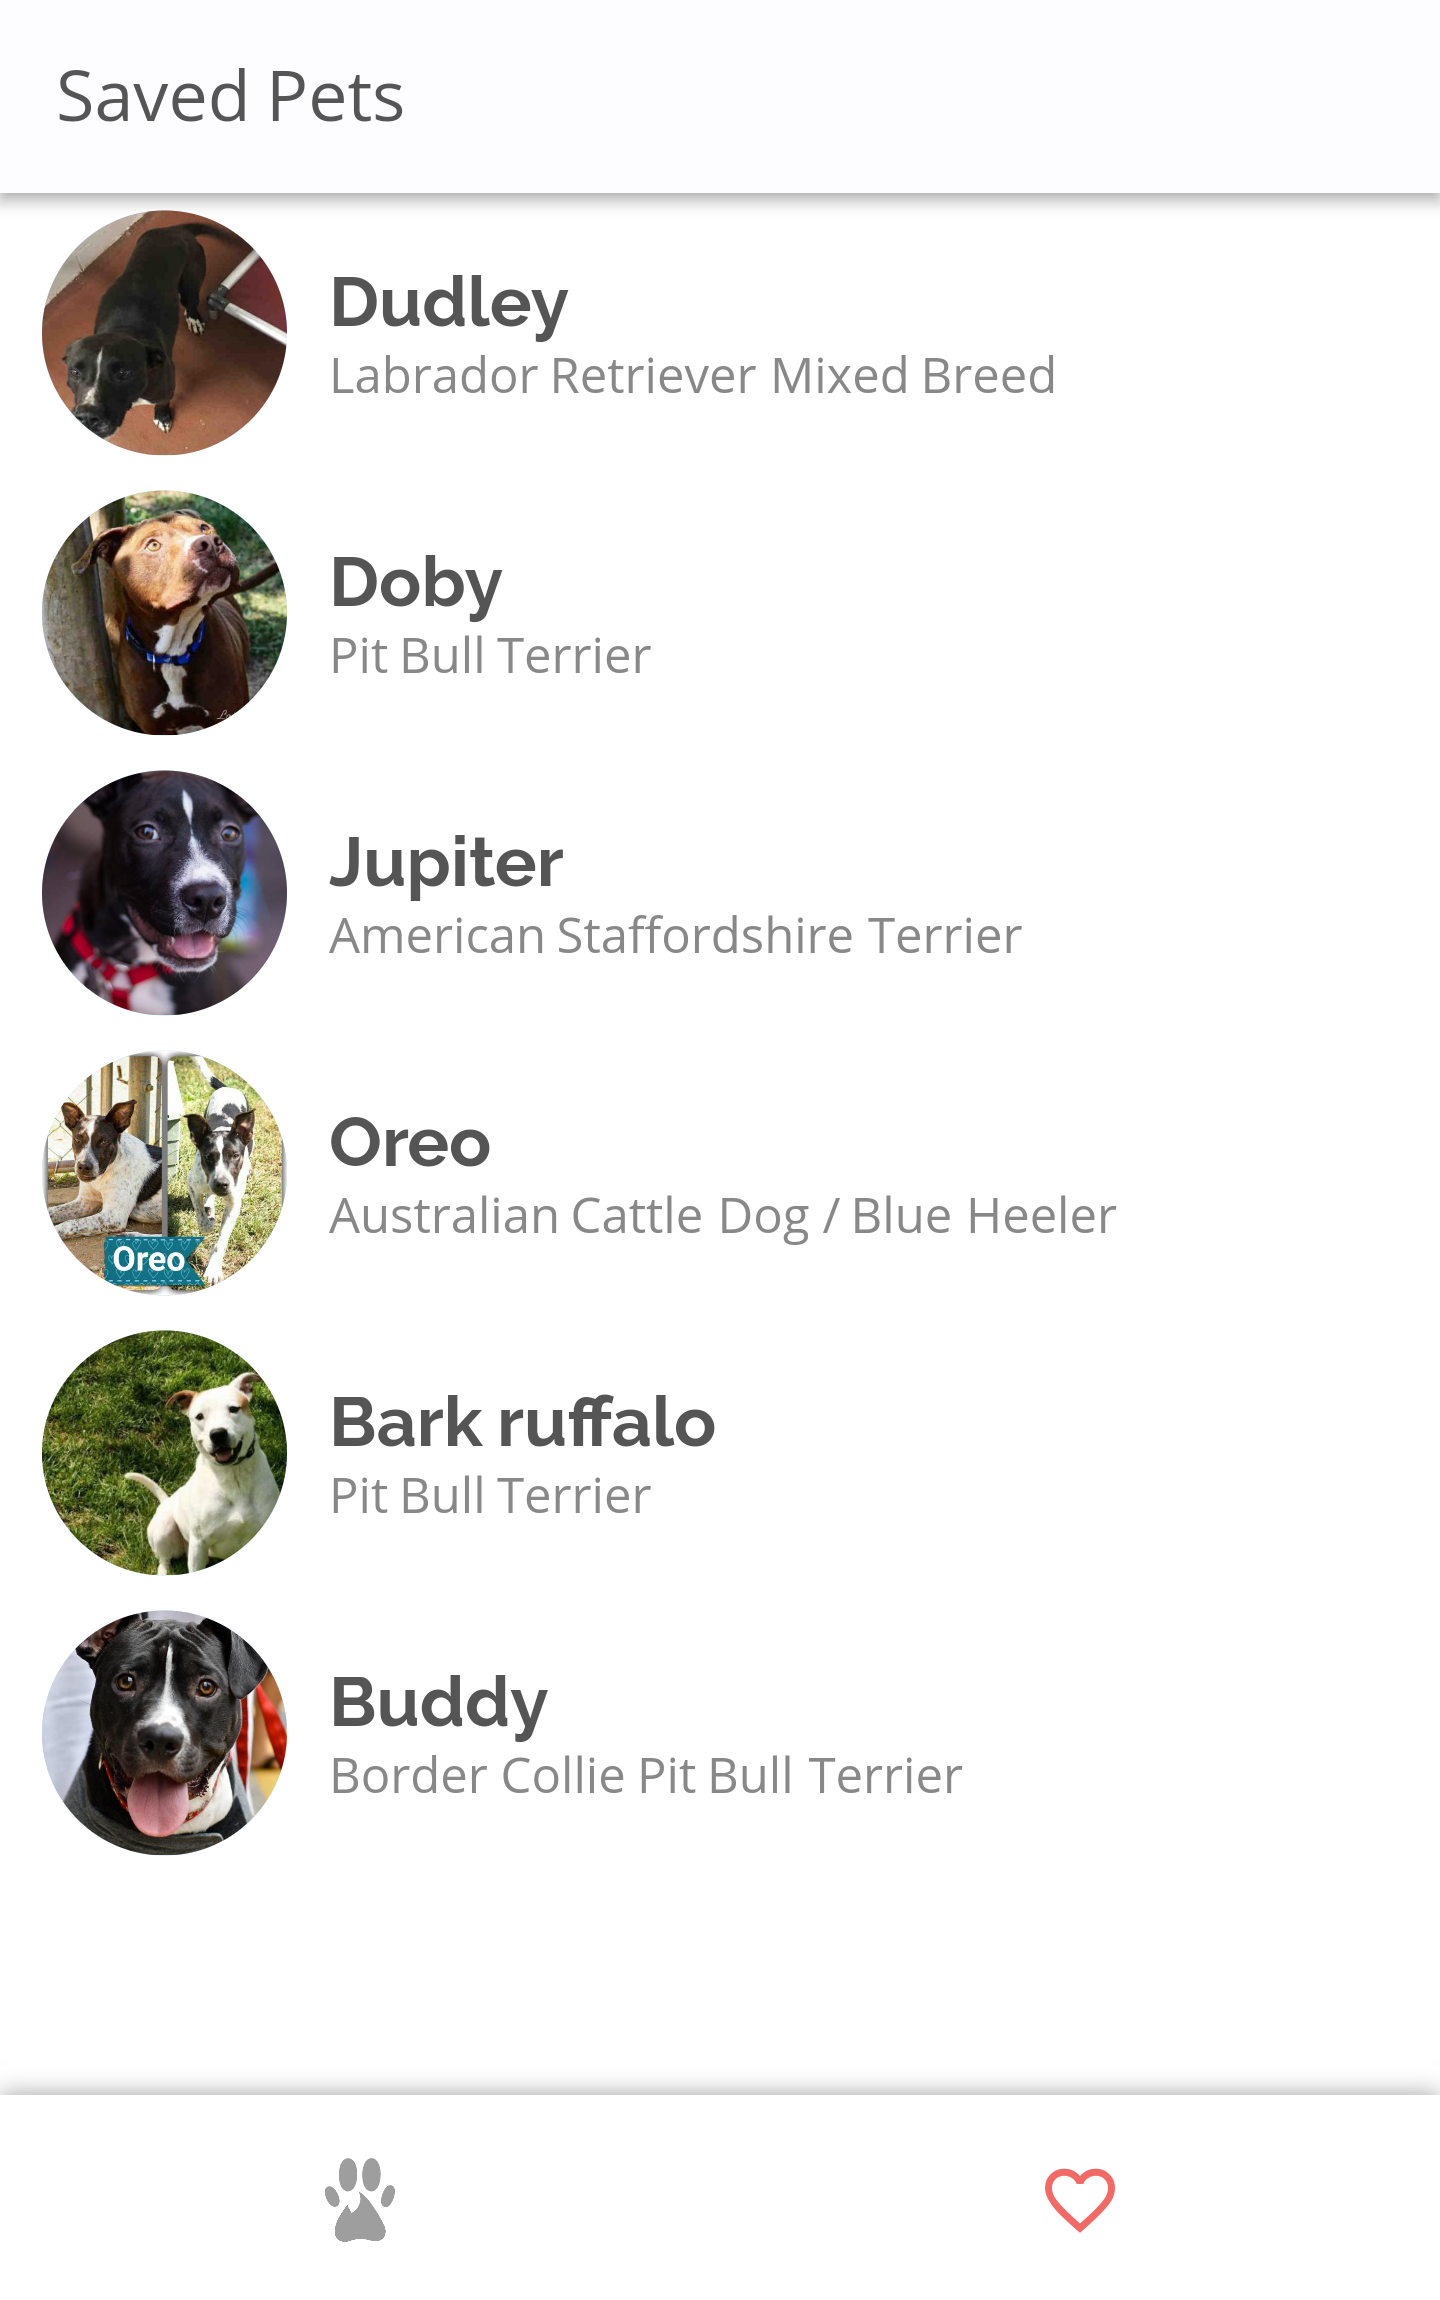 Saved Pets
Dudley
Labrador Retriever Mixed Breed
Doby
Pit Bull Terrier
Jupiter
American Staffordshire Terrier
Oreo
Australian Cattle Dog / Blue Heeler
Oreo
Bark ruffalo
Pit Bull Terrier
Buddy
Border Collie Pit Bull Terrier